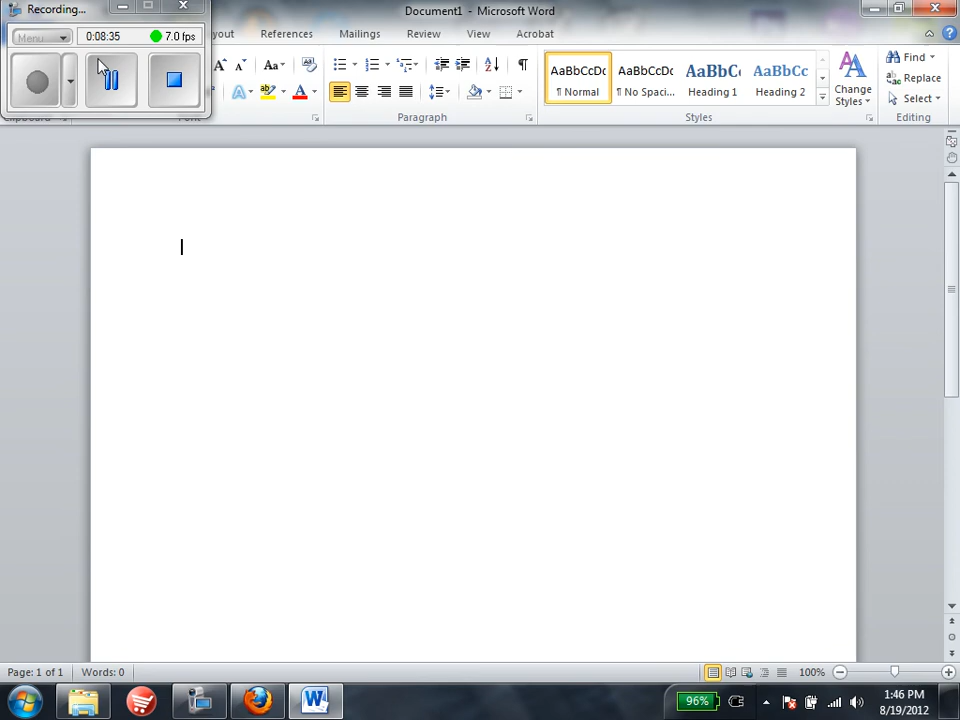 Recording...
Document1 - Microsoft Word
Menu
0:08:35
7.0 fps
yout
References
Mailings
Review
View
Acrobat
Aa
AaBbCcDc
AaBbCcDc
AaBbCc
AaBbCc
¶ Normal
¶ No Spaci...
Heading 1
Heading 2
Change
Styles
Find
Replace
Select
Paragraph
Styles
Editing
Page: 1 of 1
Words: 0
100%
96%
1:46 PM
8/19/2012